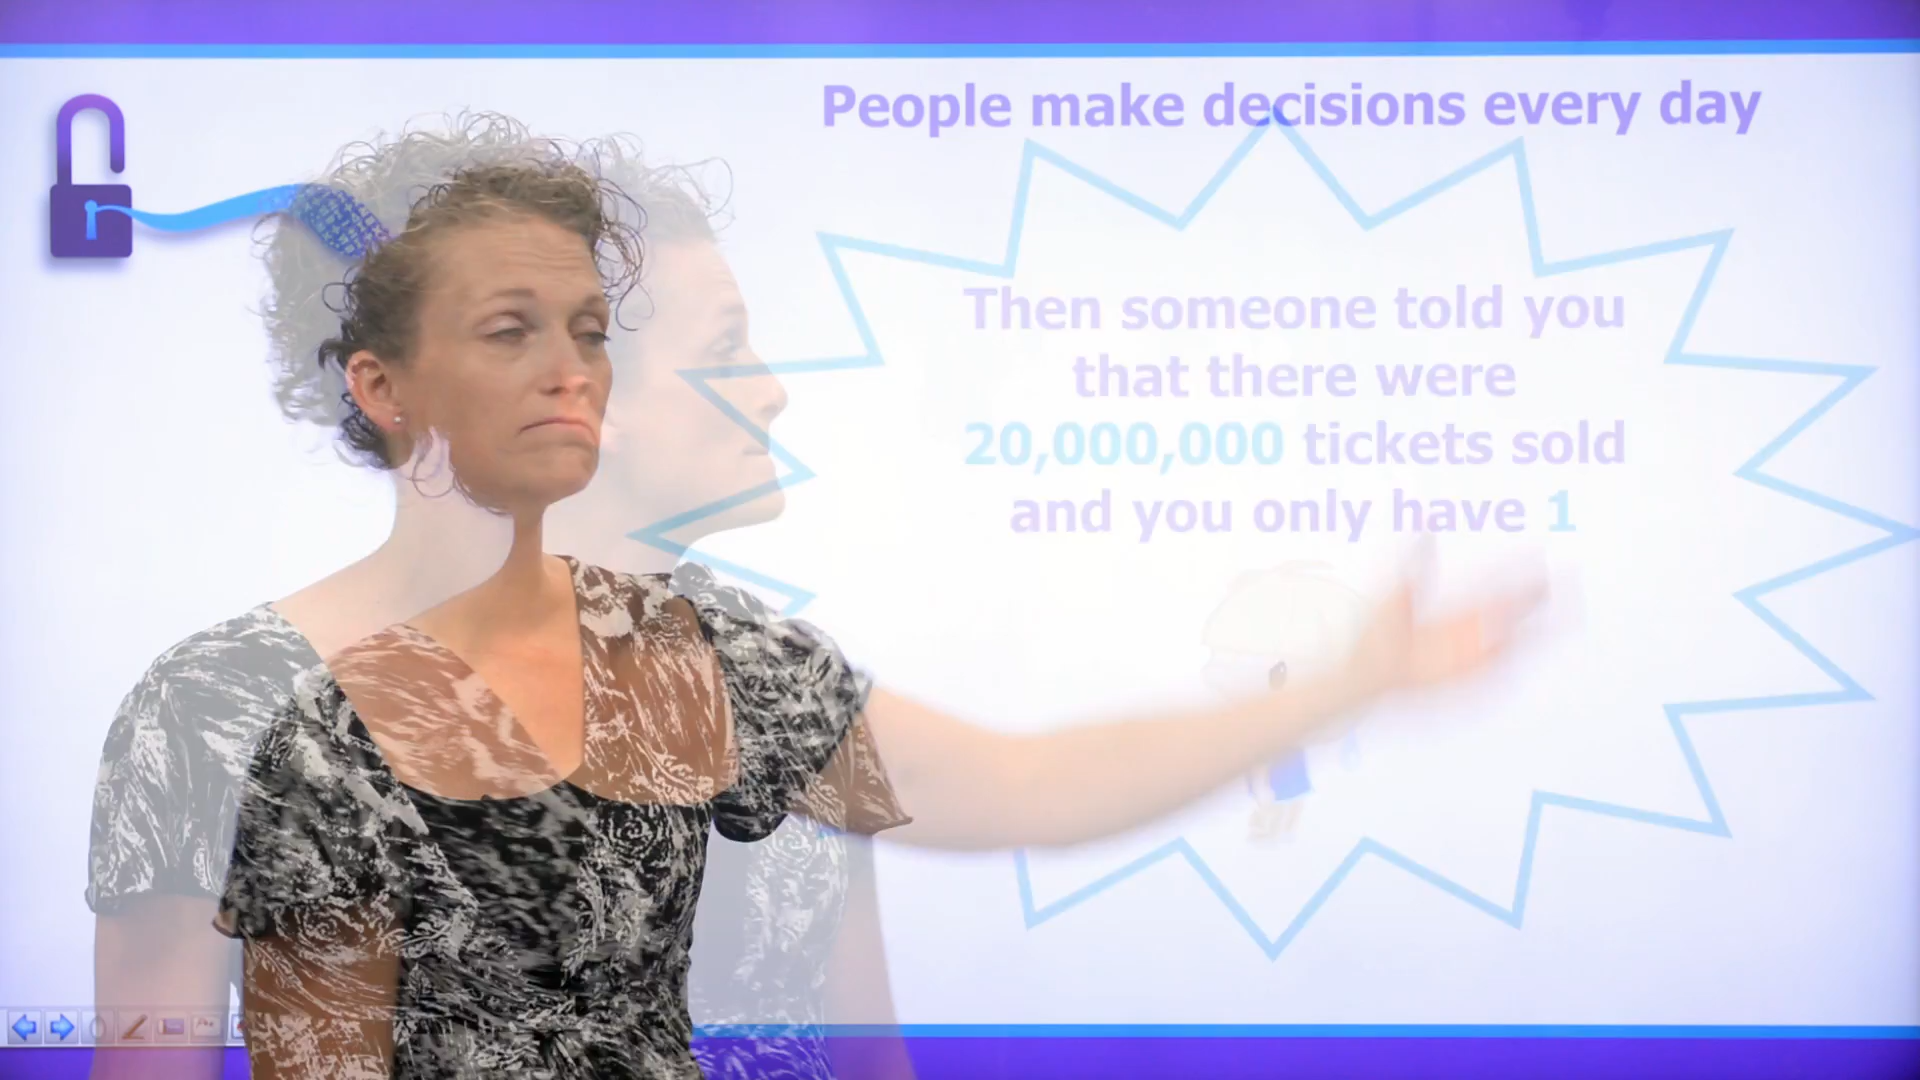 People make decisions every day
Then someone told you
that there were
20,000,000 tickets sold
and you only have 1